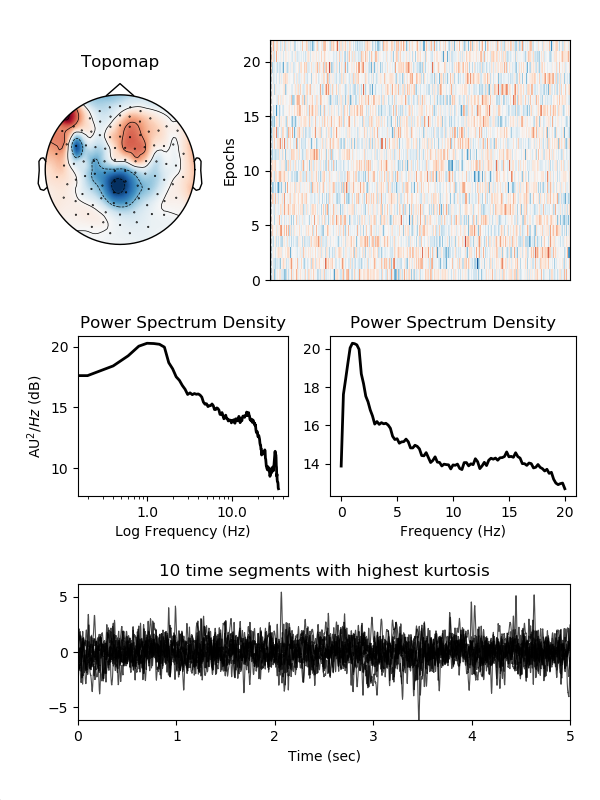 Topomap
Epochs
20
15
10
5
0
Power Spectrum Density
AU²/Hz (dB)
20
15
10
1.0 10.0
Log Frequency (Hz)
Power Spectrum Density
20
18
16
14
0 5 10 15 20
Frequency (Hz)
10 time segments with highest kurtosis
5
0
−5
0 1 2 3 4 5
Time (sec)